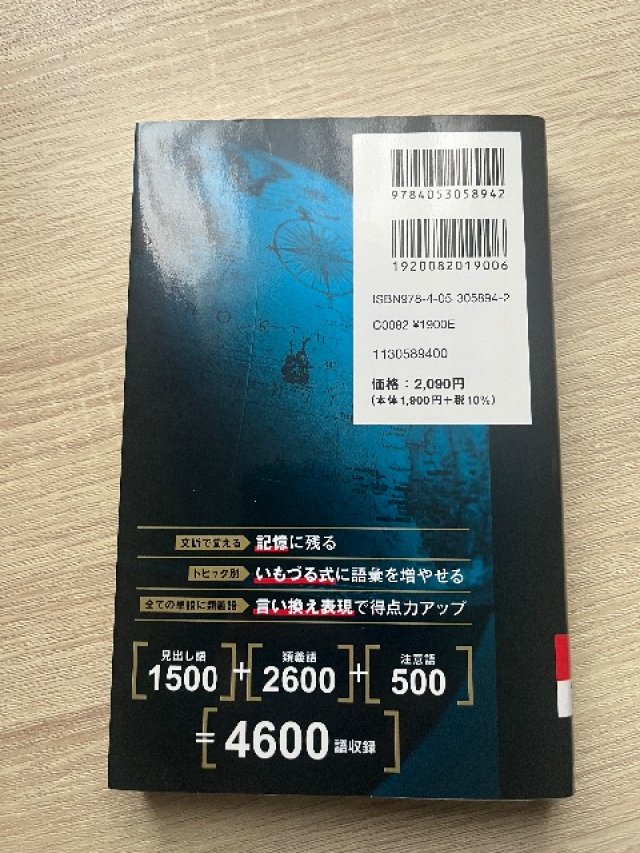 9784053058942
1920082019006
ISBN978-4-05-305894-2
C0082 ¥1900E
1130589400
価格：2,090円
(本体1,900円＋税10%)
文脈で覚える 記憶に残る
トピック別 いもづる式に語彙を増やせる
全ての単語に類義語 言い換え表現で得点力アップ
見出し語 類義語 注意語
1500 + 2600 + 500
= 4600 語収録